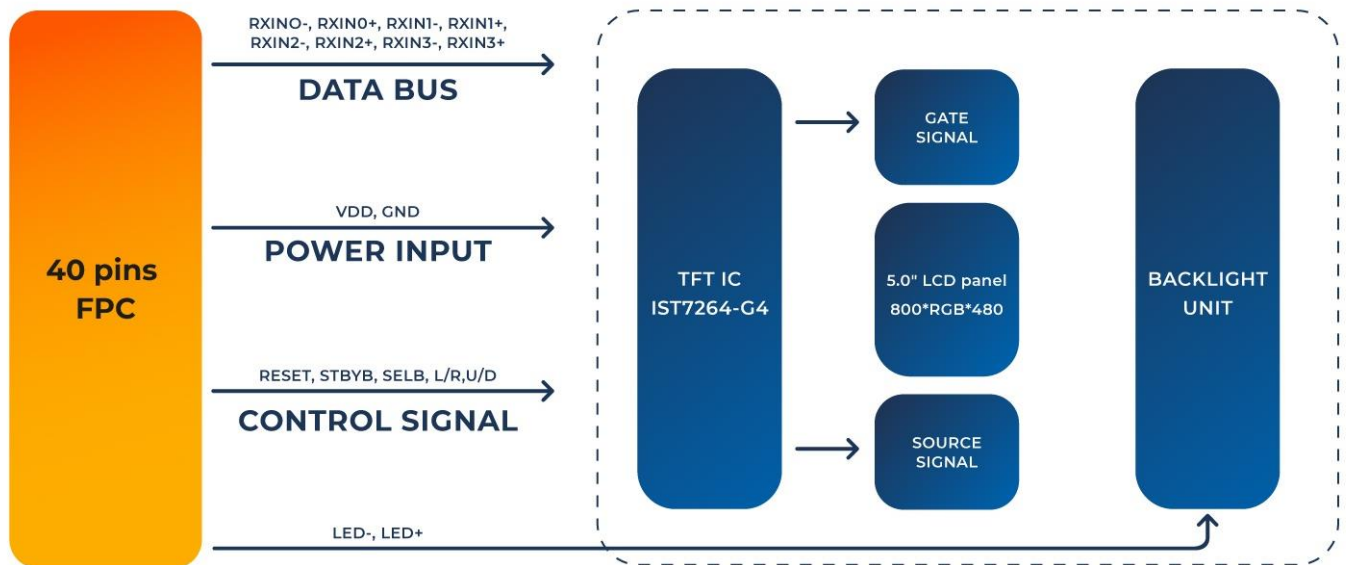 40 pins
FPC
RXINO-, RXIN0+, RXIN1-, RXIN1+,
RXIN2-, RXIN2+, RXIN3-, RXIN3+
DATA BUS
VDD, GND
POWER INPUT
RESET, STBYB, SELB, L/R,U/D
CONTROL SIGNAL
LED-, LED+
TFT IC
IST7264-G4
GATE
SIGNAL
5.0" LCD panel
800*RGB*480
SOURCE
SIGNAL
BACKLIGHT
UNIT